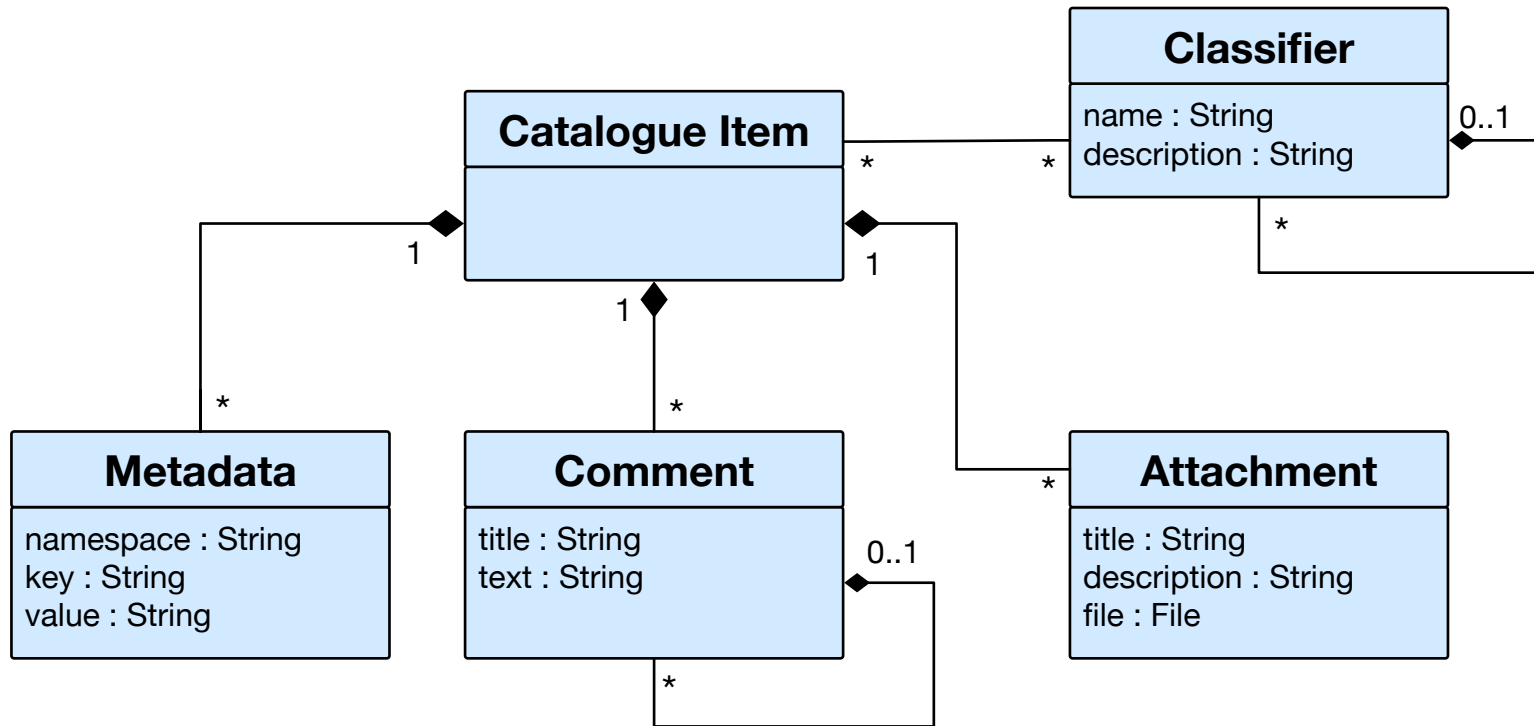 Classifier
name : String
description : String
0..1
*
Catalogue Item
*
*
1
1
1
*
*
*
Metadata
namespace : String
key : String
value : String
Comment
title : String
text : String
0..1
*
Attachment
title : String
description : String
file : File